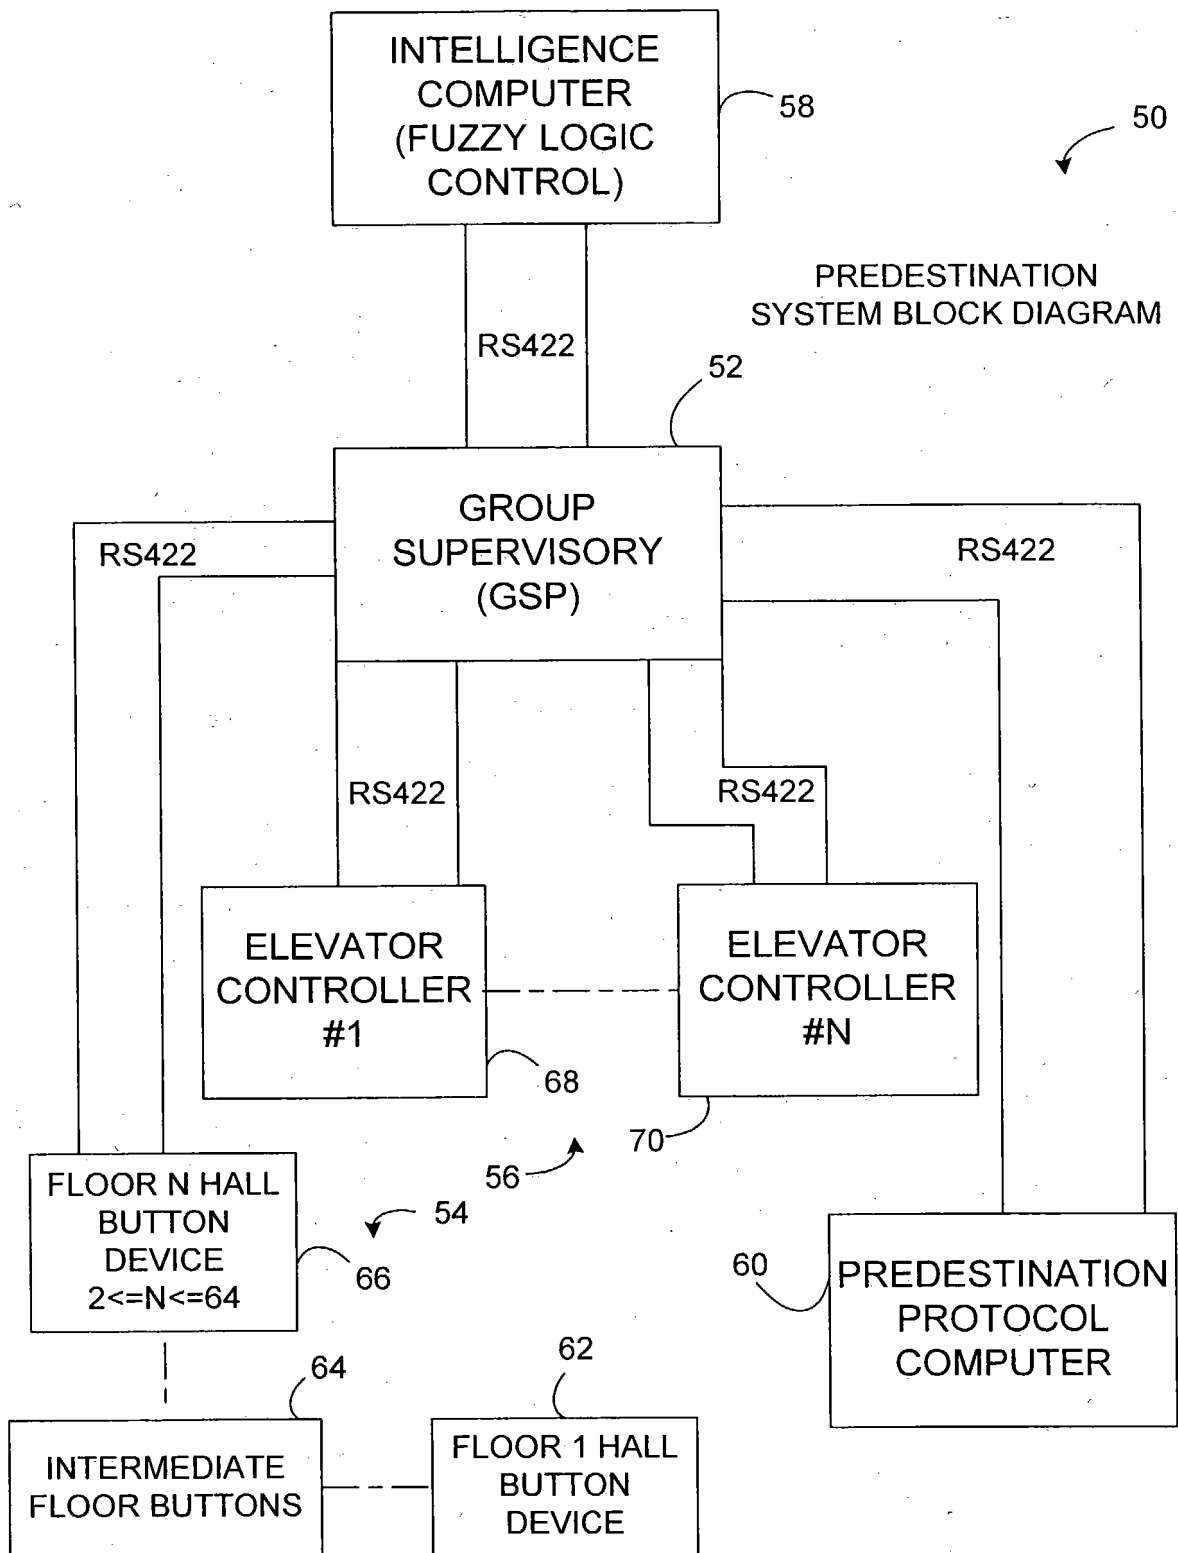 INTELLIGENCE
COMPUTER
(FUZZY LOGIC
CONTROL)
58
50
PREDESTINATION
SYSTEM BLOCK DIAGRAM
RS422
52
GROUP
SUPERVISORY
(GSP)
RS422
RS422
RS422
RS422
ELEVATOR
CONTROLLER
#1
ELEVATOR
CONTROLLER
#N
68
70
56
54
FLOOR N HALL
BUTTON
DEVICE
2<=N<=64
66
60
PREDESTINATION
PROTOCOL
COMPUTER
64
62
INTERMEDIATE
FLOOR BUTTONS
FLOOR 1 HALL
BUTTON
DEVICE